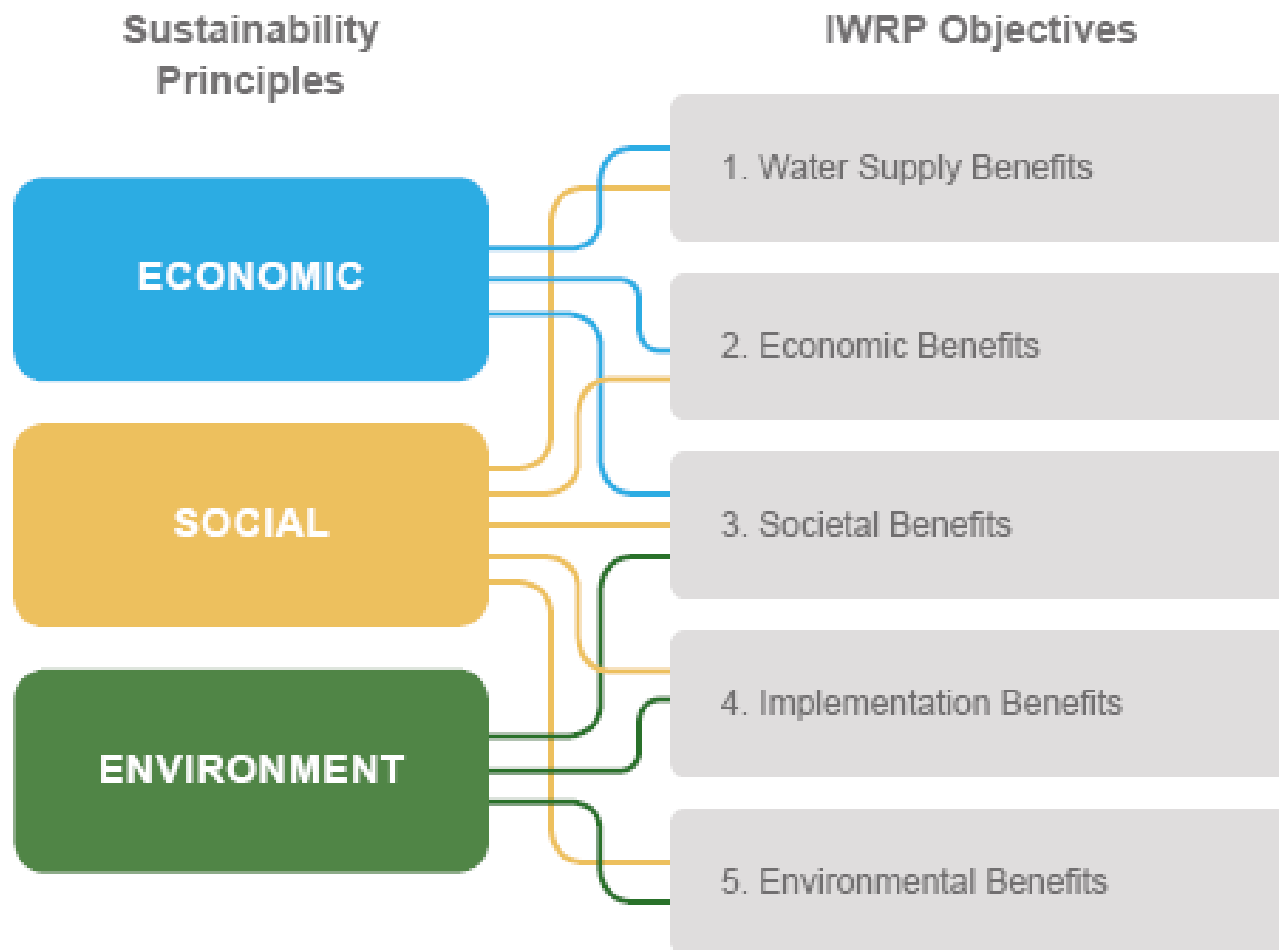 Sustainability
Principles
IWRP Objectives
ECONOMIC
SOCIAL
ENVIRONMENT
1. Water Supply Benefits
2. Economic Benefits
3. Societal Benefits
4. Implementation Benefits
5. Environmental Benefits